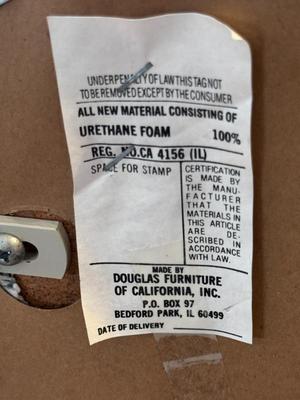 UNDER PENALTY OF LAW THIS TAG NOT
TO BE REMOVED EXCEPT BY THE CONSUMER
ALL NEW MATERIAL CONSISTING OF
URETHANE FOAM 100%
REG. NO.CA 4156 (IL)
SPACE FOR STAMP
CERTIFICATION
IS MADE BY
THE MANU-
FACTURER
THAT THE
MATERIALS IN
THIS ARTICLE
ARE DE-
SCRIBED IN
ACCORDANCE
WITH LAW.
MADE BY
DOUGLAS FURNITURE
OF CALIFORNIA, INC.
P.O. BOX 97
BEDFORD PARK, IL 60499
DATE OF DELIVERY